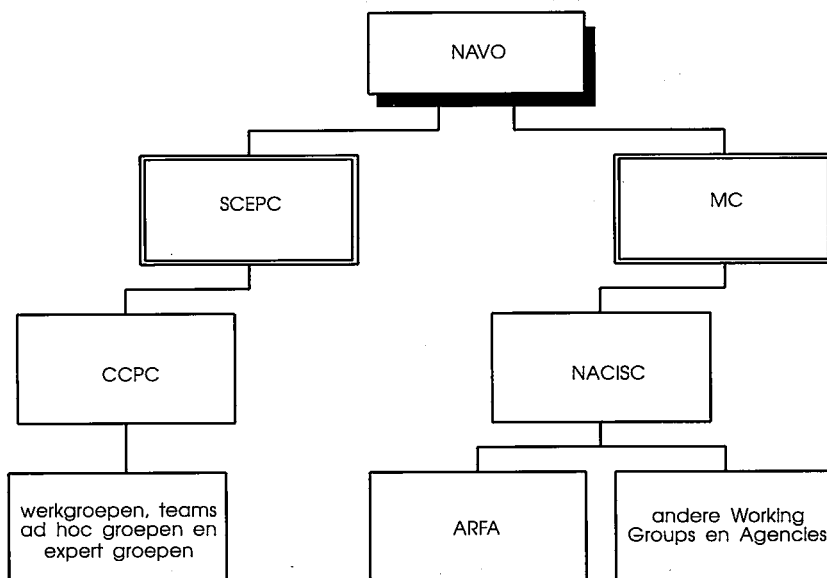 NAVO
SCEPC
MC
CCPC
NACISC
werkgroepen, teams
ad hoc groepen en
expert groepen
ARFA
andere Working
Groups en Agencies